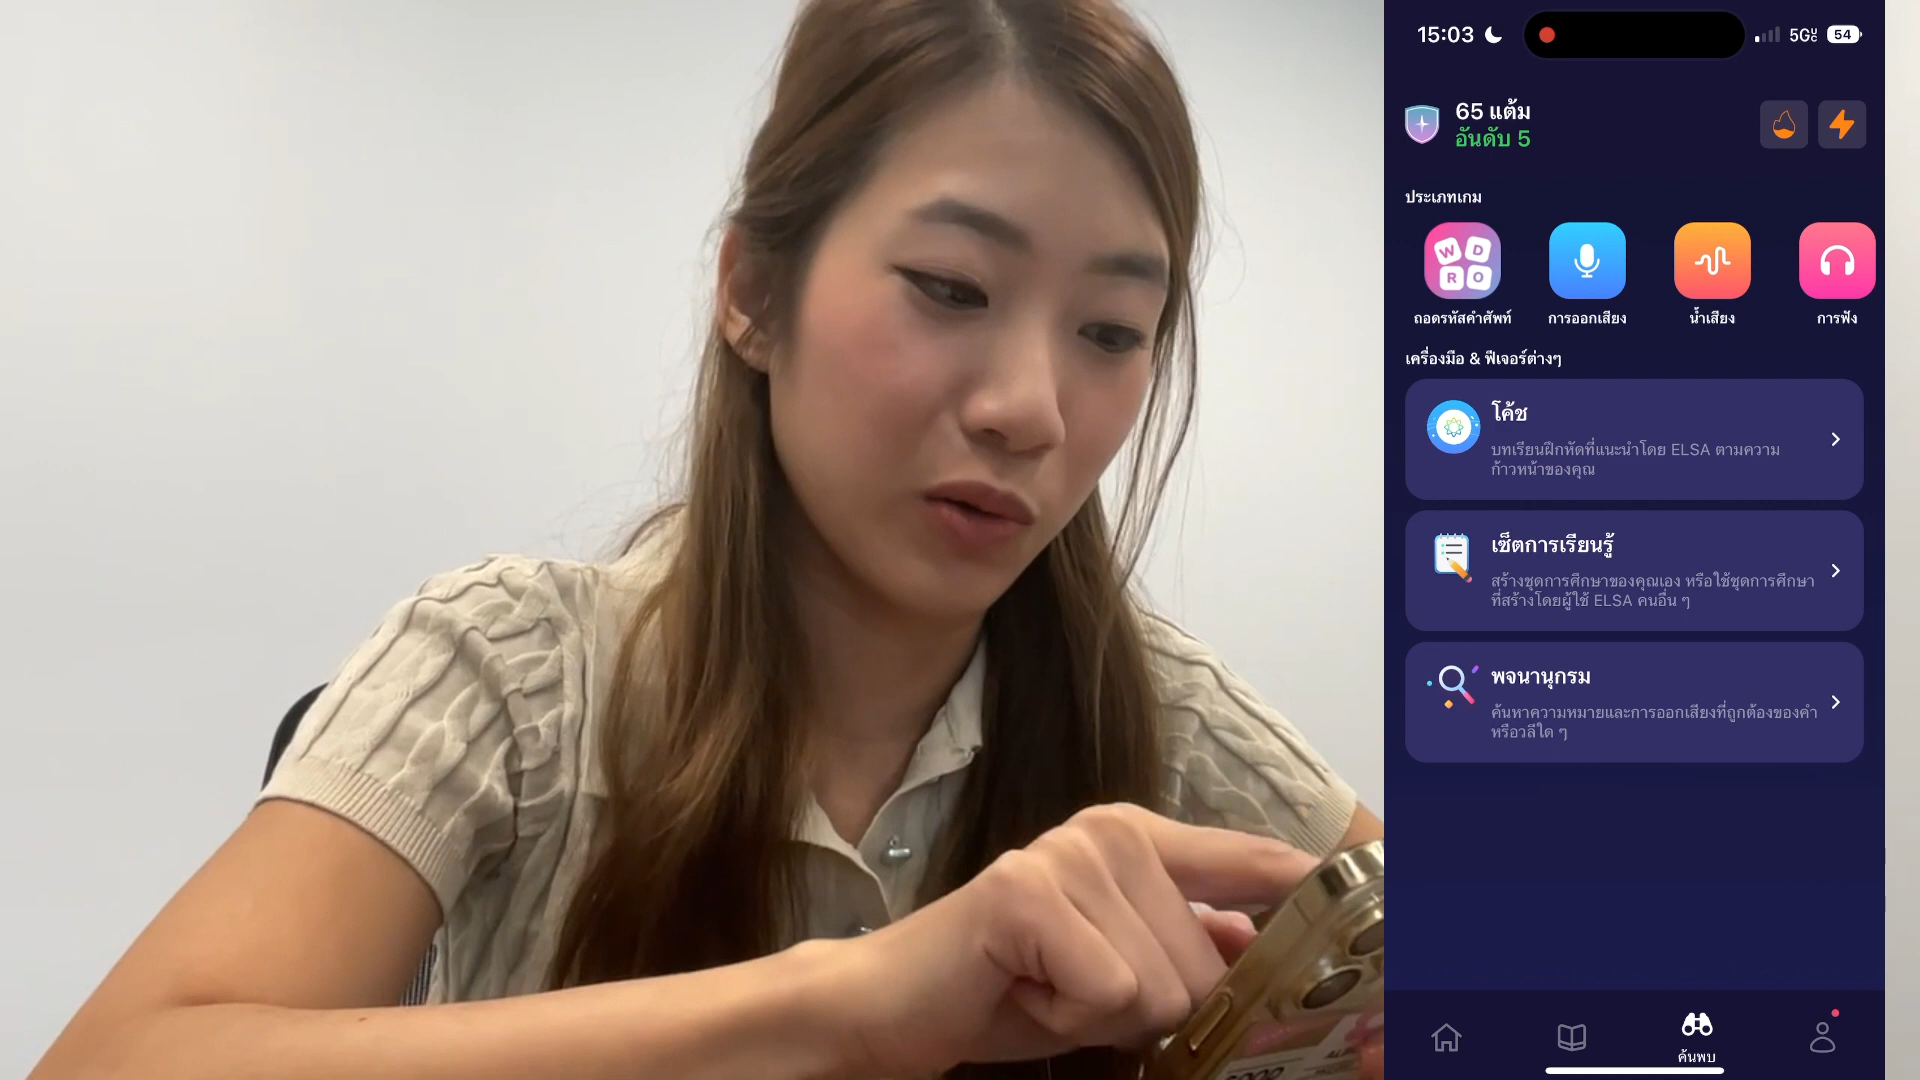 15:03
5G
54
65 แต้ม
อันดับ 5
ประเภทเกม
W D R O
ถอดรหัสคำศัพท์
การออกเสียง
น้ำเสียง
การฟัง
เครื่องมือ & ฟีเจอร์ต่างๆ
โค้ช
บทเรียนฝึกหัดที่แนะนำโดย ELSA ตามความ
ก้าวหน้าของคุณ
เซ็ตการเรียนรู้
สร้างชุดการศึกษาของคุณเอง หรือใช้ชุดการศึกษา
ที่สร้างโดยผู้ใช้ ELSA คนอื่น ๆ
พจนานุกรม
ค้นหาความหมายและการออกเสียงที่ถูกต้องของคำ
หรือวลีใด ๆ
ค้นพบ